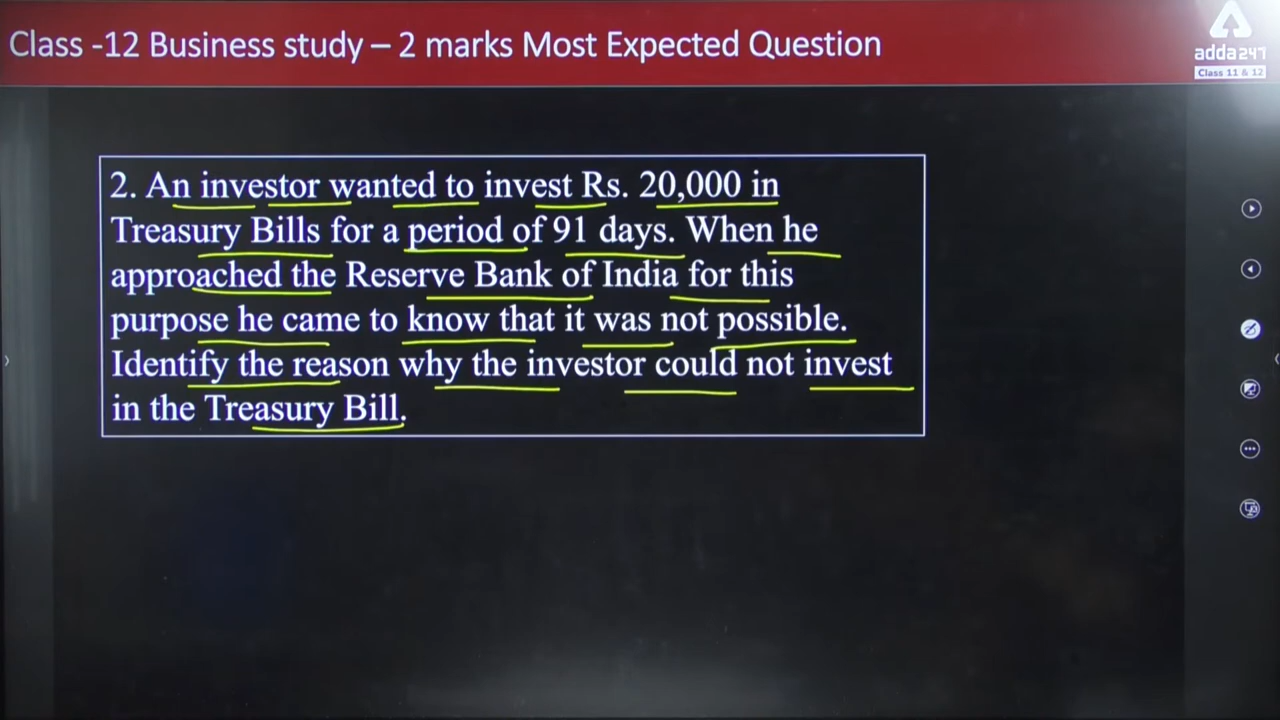 Class -12 Business study – 2 marks Most Expected Question
adda247
Class 11 & 12
2. An investor wanted to invest Rs. 20,000 in
Treasury Bills for a period of 91 days. When he
approached the Reserve Bank of India for this
purpose he came to know that it was not possible.
Identify the reason why the investor could not invest
in the Treasury Bill.